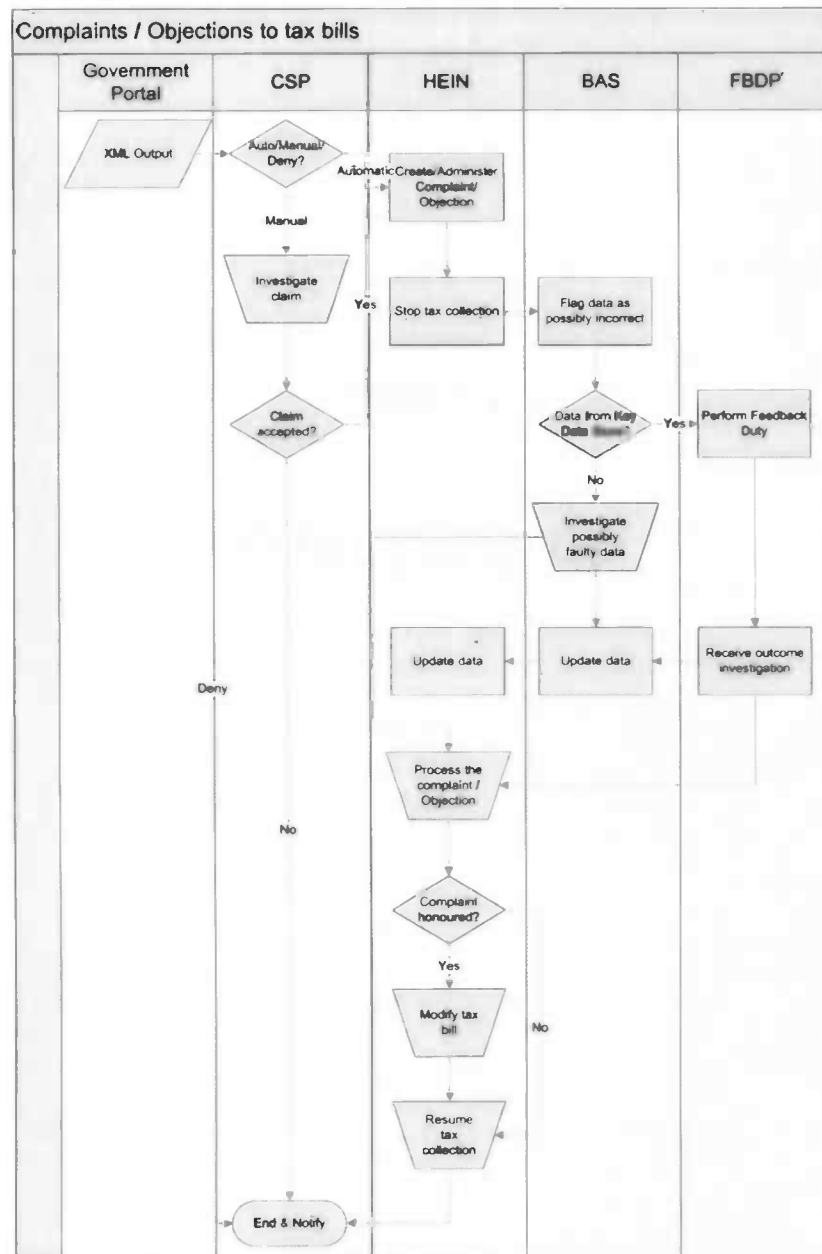 Complaints / Objections to tax bills
Government
Portal
CSP
HEIN
BAS
FBDP'
XML Output
Auto/Manual/
Deny?
Automatic
Create/Administer
Complaint/
Objection
Manual
Investigate
claim
Yes
Stop tax collection
Flag data as
possibly incorrect
Claim
accepted?
Data from Key
Data Store?
Yes
Perform Feedback
Duty
No
Investigate
possibly
faulty data
Update data
Update data
Receive outcome
investigation
Deny
Process the
complaint /
Objection
No
Complaint
honoured?
Yes
Modify tax
bill
No
Resume
tax
collection
End & Notify